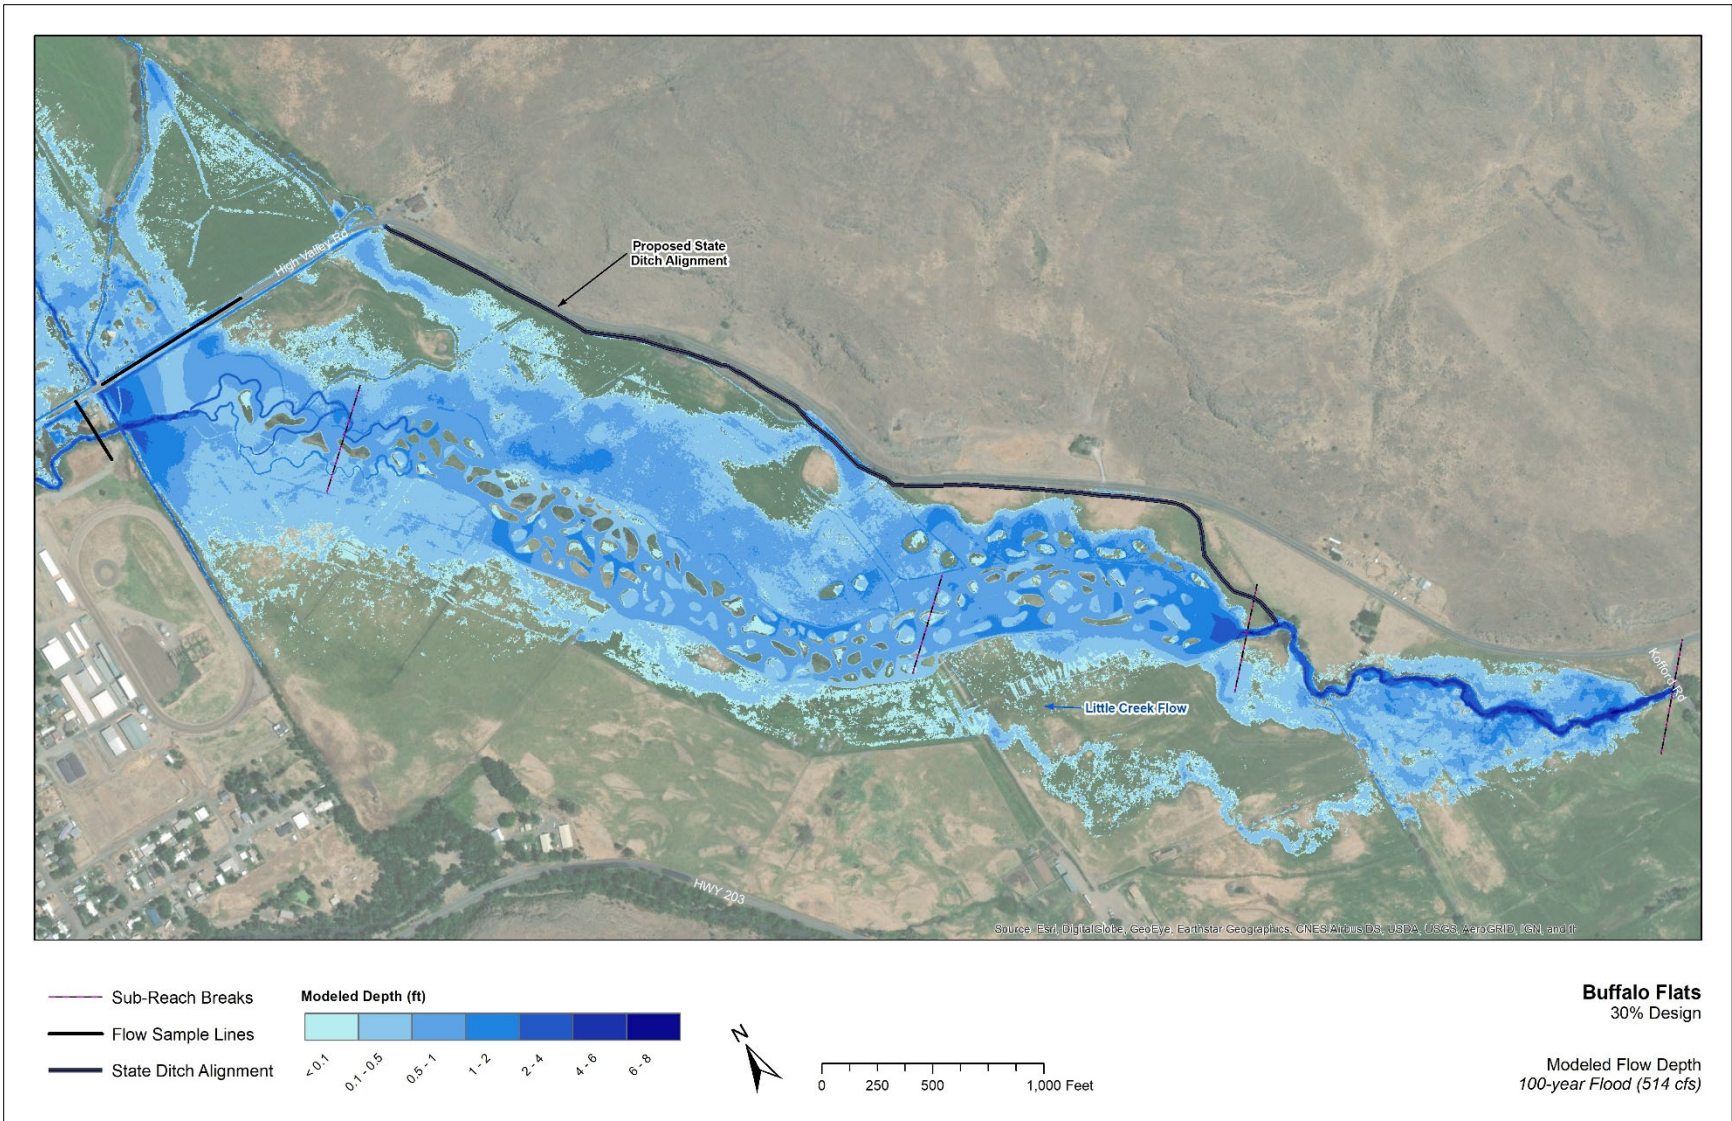 High Valley Rd
Proposed State
Ditch Alignment
Kofford Rd
Little Creek Flow
HWY 203
Source: Esri, DigitalGlobe, GeoEye, Earthstar Geographics, CNES/Airbus DS, USDA, USGS, AeroGRID, IGN, and th
Sub-Reach Breaks
Flow Sample Lines
State Ditch Alignment
Modeled Depth (ft)
< 0.1
0.1 - 0.5
0.5 - 1
1 - 2
2 - 4
4 - 6
6 - 8
N
0 250 500 1,000 Feet
Buffalo Flats
30% Design
Modeled Flow Depth
100-year Flood (514 cfs)